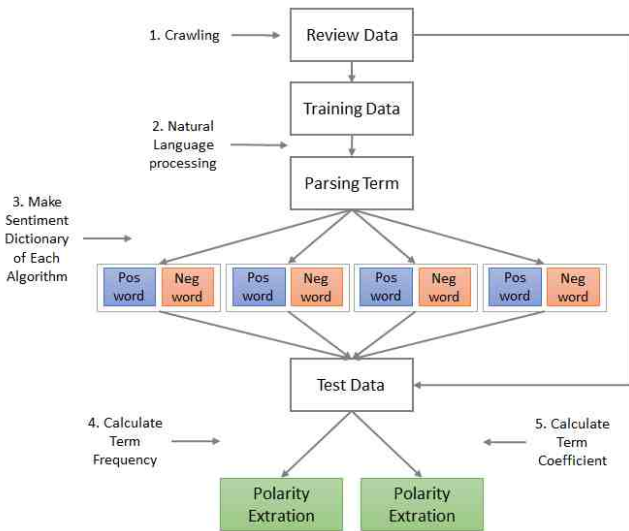 1. Crawling
Review Data
Training Data
2. Natural
Language
processing
Parsing Term
3. Make
Sentiment
Dictionary
of Each
Algorithm
Pos
word
Neg
word
Pos
word
Neg
word
Pos
word
Neg
word
Pos
word
Neg
word
Test Data
4. Calculate
Term
Frequency
5. Calculate
Term
Coefficient
Polarity
Extration
Polarity
Extration